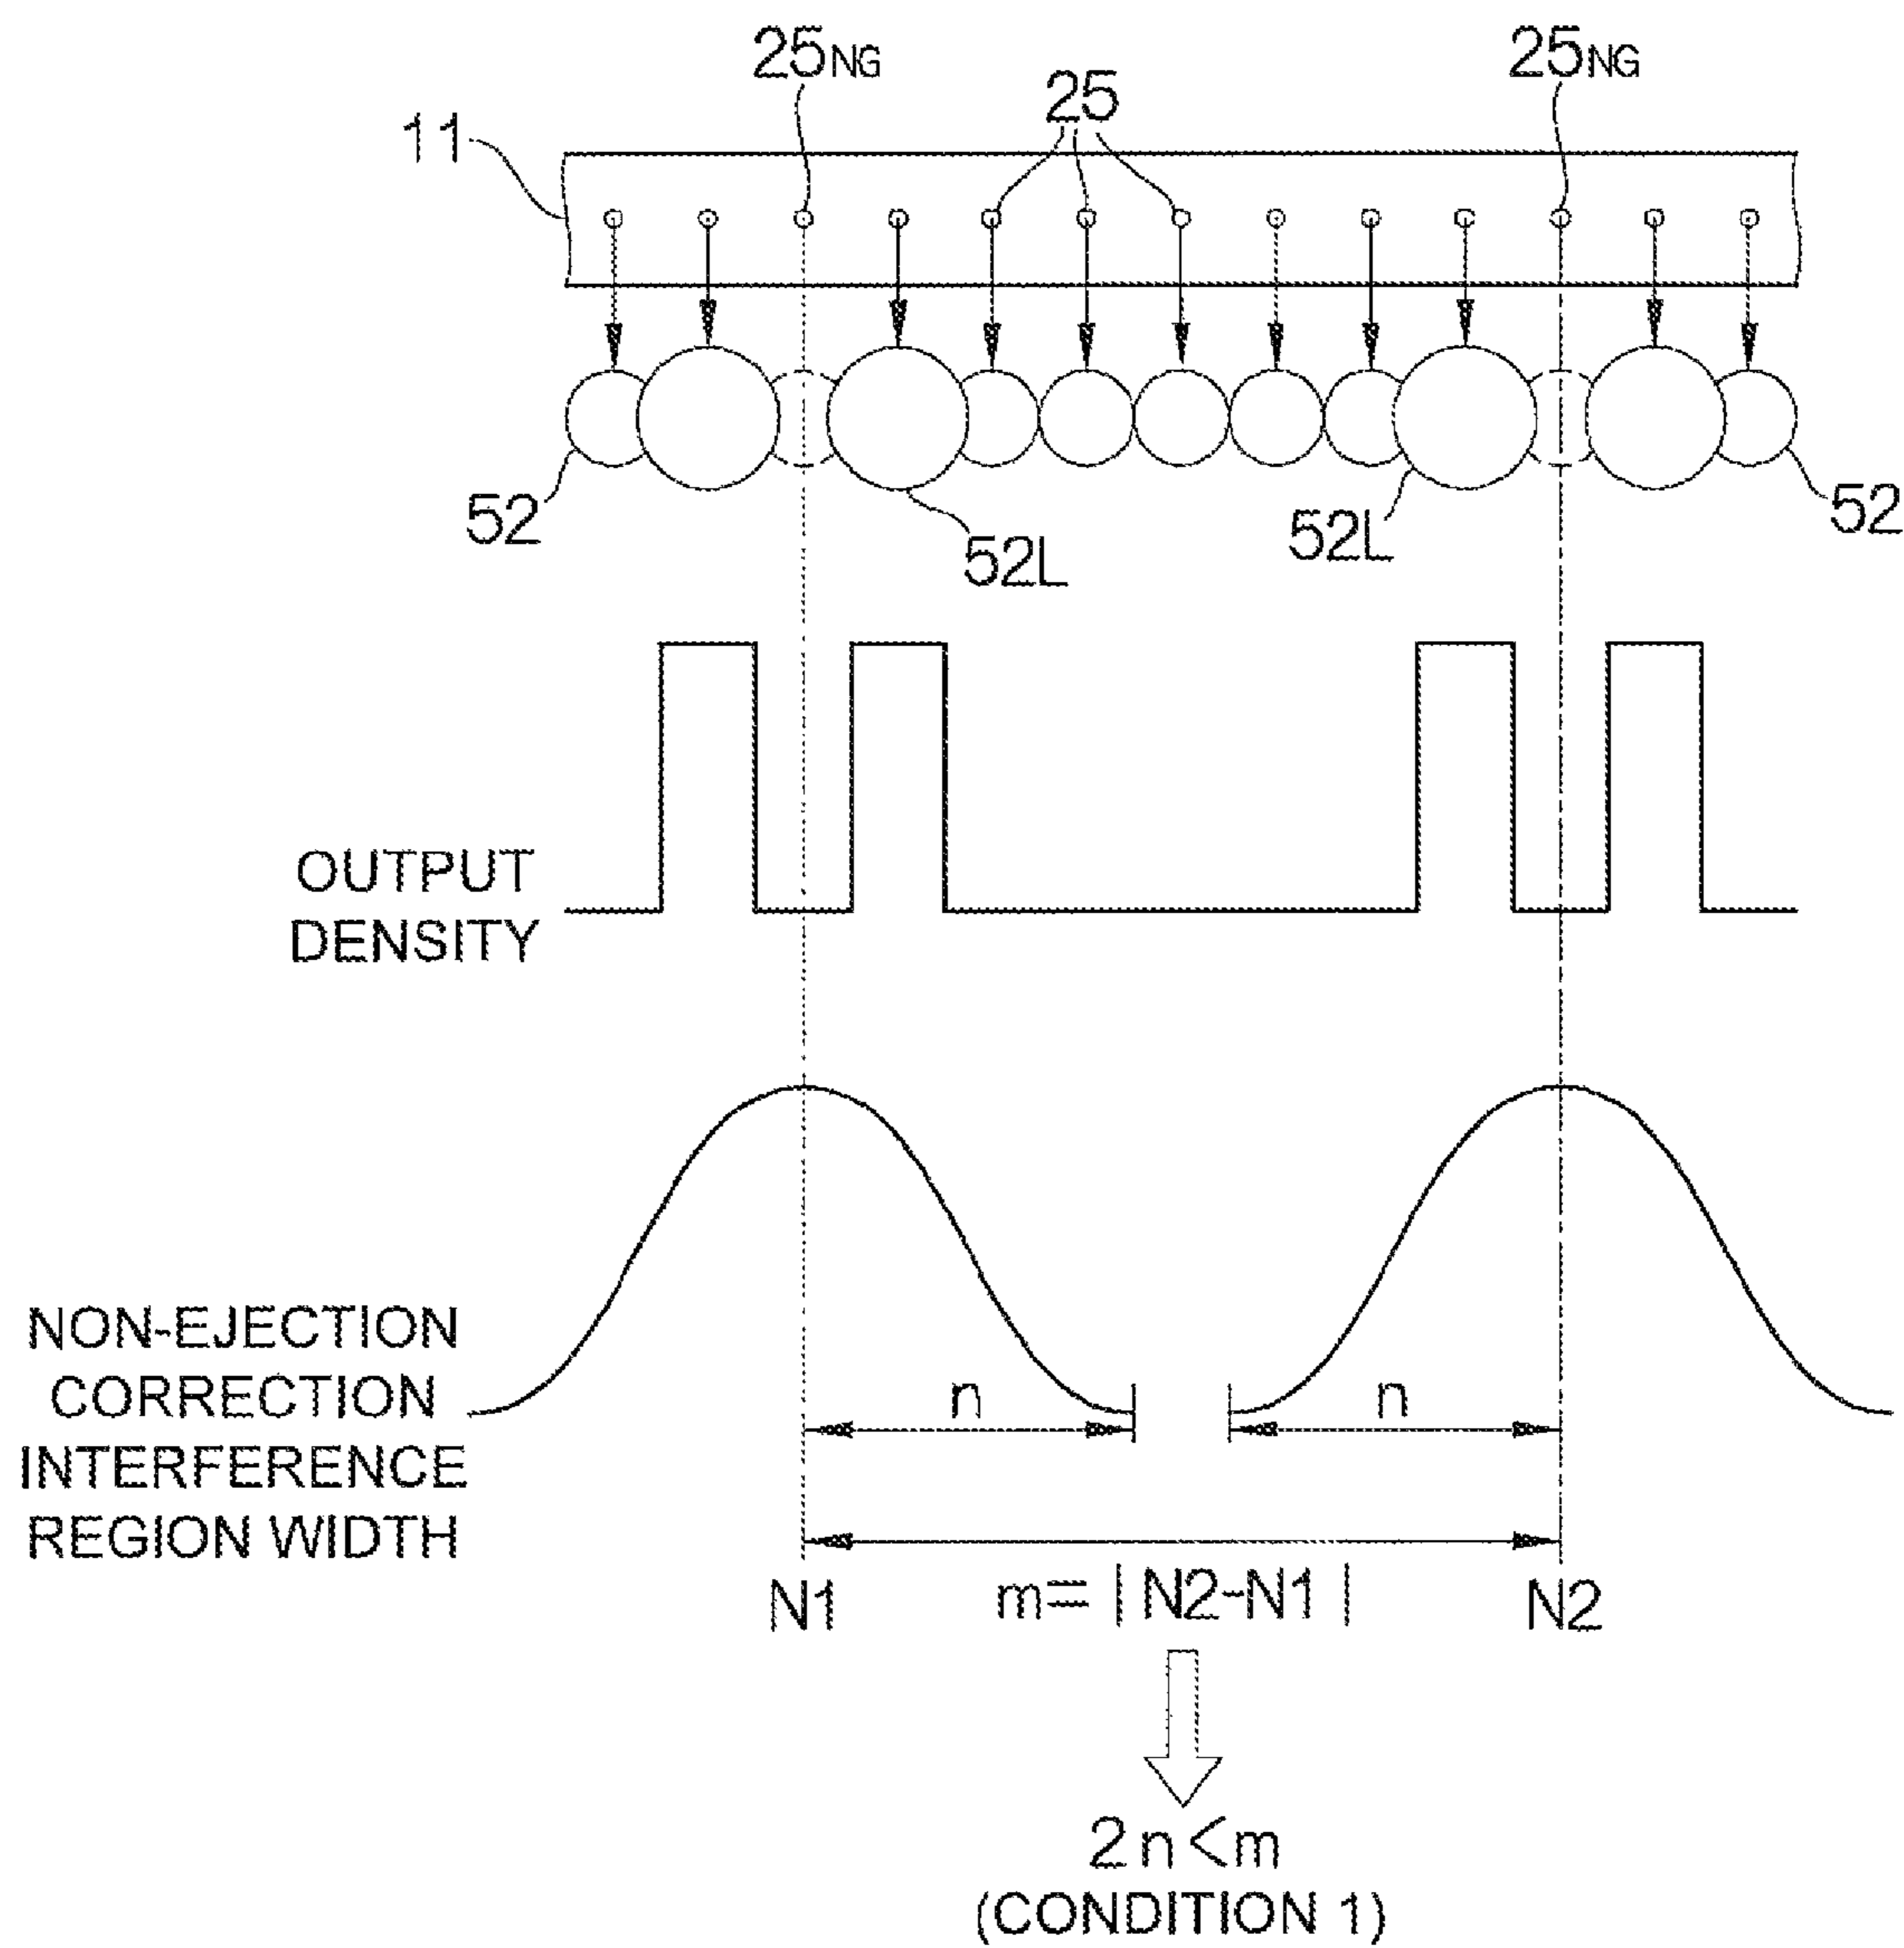 25NG
25
25NG
11
52
52L
52L
52
OUTPUT
DENSITY
NON-EJECTION
CORRECTION
INTERFERENCE
REGION WIDTH
n
n
N1
m=|N2-N1|
N2
2n<m
(CONDITION 1)